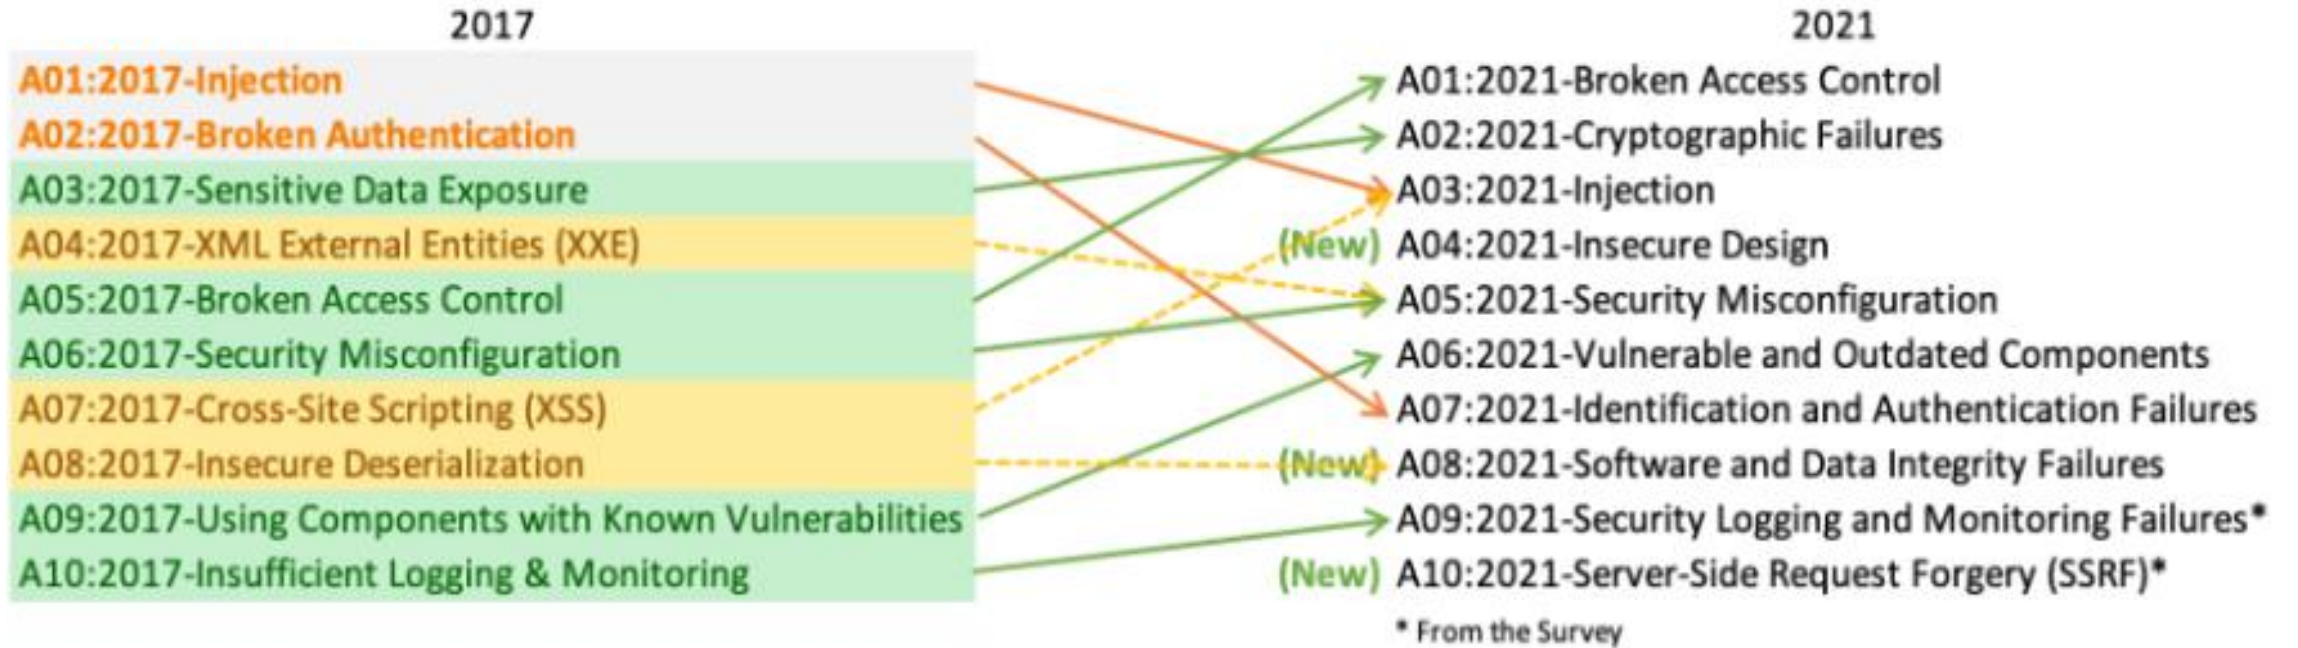 2017
A01:2017-Injection
A02:2017-Broken Authentication
A03:2017-Sensitive Data Exposure
A04:2017-XML External Entities (XXE)
A05:2017-Broken Access Control
A06:2017-Security Misconfiguration
A07:2017-Cross-Site Scripting (XSS)
A08:2017-Insecure Deserialization
A09:2017-Using Components with Known Vulnerabilities
A10:2017-Insufficient Logging & Monitoring
2021
A01:2021-Broken Access Control
A02:2021-Cryptographic Failures
A03:2021-Injection
(New) A04:2021-Insecure Design
A05:2021-Security Misconfiguration
A06:2021-Vulnerable and Outdated Components
A07:2021-Identification and Authentication Failures
(New) A08:2021-Software and Data Integrity Failures
A09:2021-Security Logging and Monitoring Failures*
(New) A10:2021-Server-Side Request Forgery (SSRF)*
* From the Survey